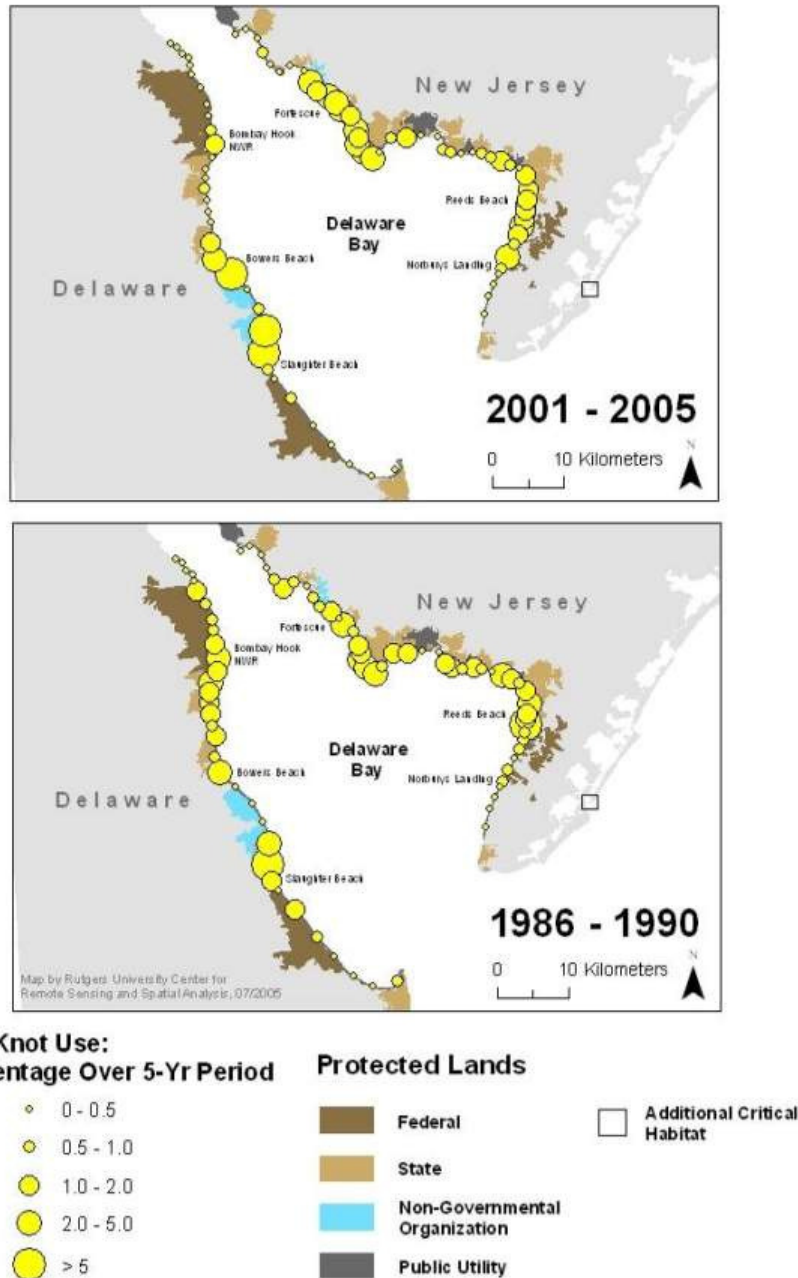 New Jersey
Fortescue
Bombay Hook
NWR
Reeds Beach
Delaware
Bay
Bowers Beach
Norburys Landing
Delaware
Slaughter Beach
2001 - 2005
N
0 10 Kilometers
New Jersey
Fortescue
Bombay Hook
NWR
Reeds Beach
Delaware
Bay
Bowers Beach
Norburys Landing
Delaware
Slaughter Beach
1986 - 1990
N
0 10 Kilometers
Map by Rutgers University Center for
Remote Sensing and Spatial Analysis, 07/2005
Knot Use:
entage Over 5-Yr Period
0 - 0.5
0.5 - 1.0
1.0 - 2.0
2.0 - 5.0
> 5
Protected Lands
Federal
State
Non-Governmental
Organization
Public Utility
Additional Critical
Habitat